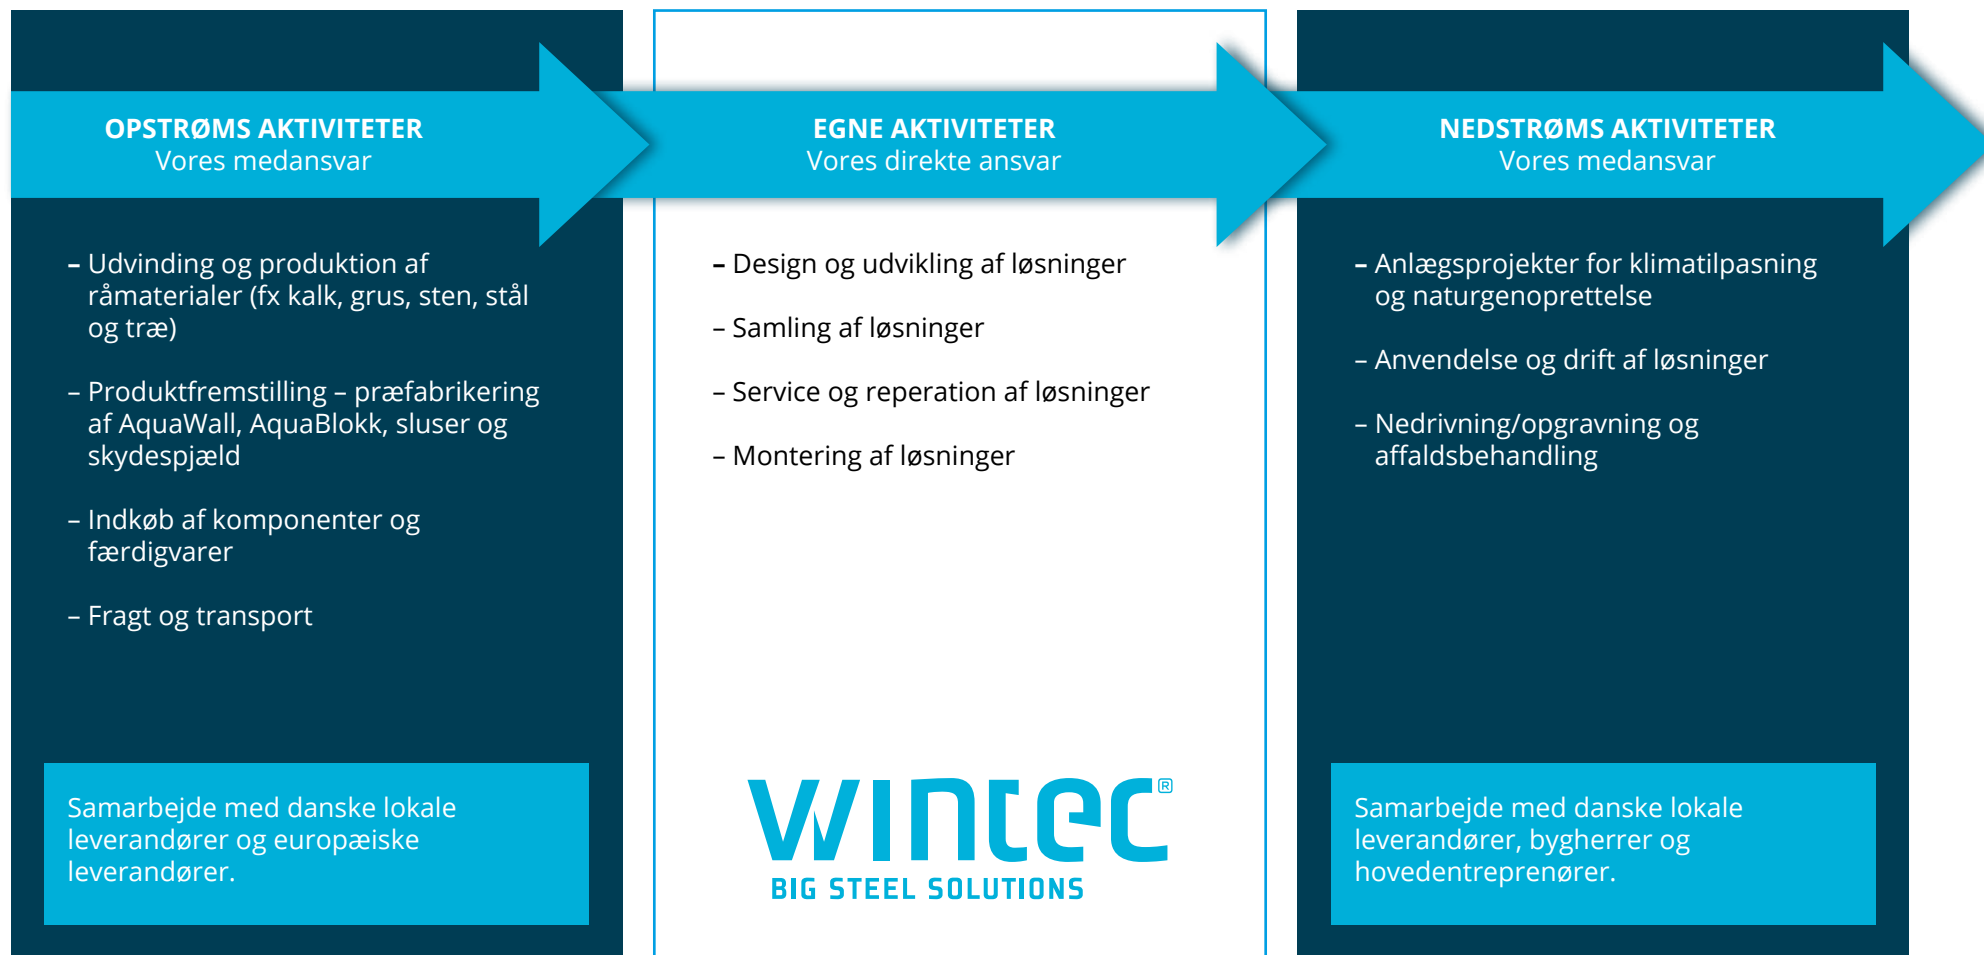 OPSTRØMS AKTIVITETER
Vores medansvar
– Udvinding og produktion af
råmaterialer (fx kalk, grus, sten, stål
og træ)
– Produktfremstilling – præfabrikering
af AquaWall, AquaBlokk, sluser og
skydespjæld
– Indkøb af komponenter og
færdigvarer
– Fragt og transport
Samarbejde med danske lokale
leverandører og europæiske
leverandører.
EGNE AKTIVITETER
Vores direkte ansvar
– Design og udvikling af løsninger
– Samling af løsninger
– Service og reperation af løsninger
– Montering af løsninger
wintec®
BIG STEEL SOLUTIONS
NEDSTRØMS AKTIVITETER
Vores medansvar
– Anlægsprojekter for klimatilpasning
og naturgenoprettelse
– Anvendelse og drift af løsninger
– Nedrivning/opgravning og
affaldsbehandling
Samarbejde med danske lokale
leverandører, bygherrer og
hovedentreprenører.